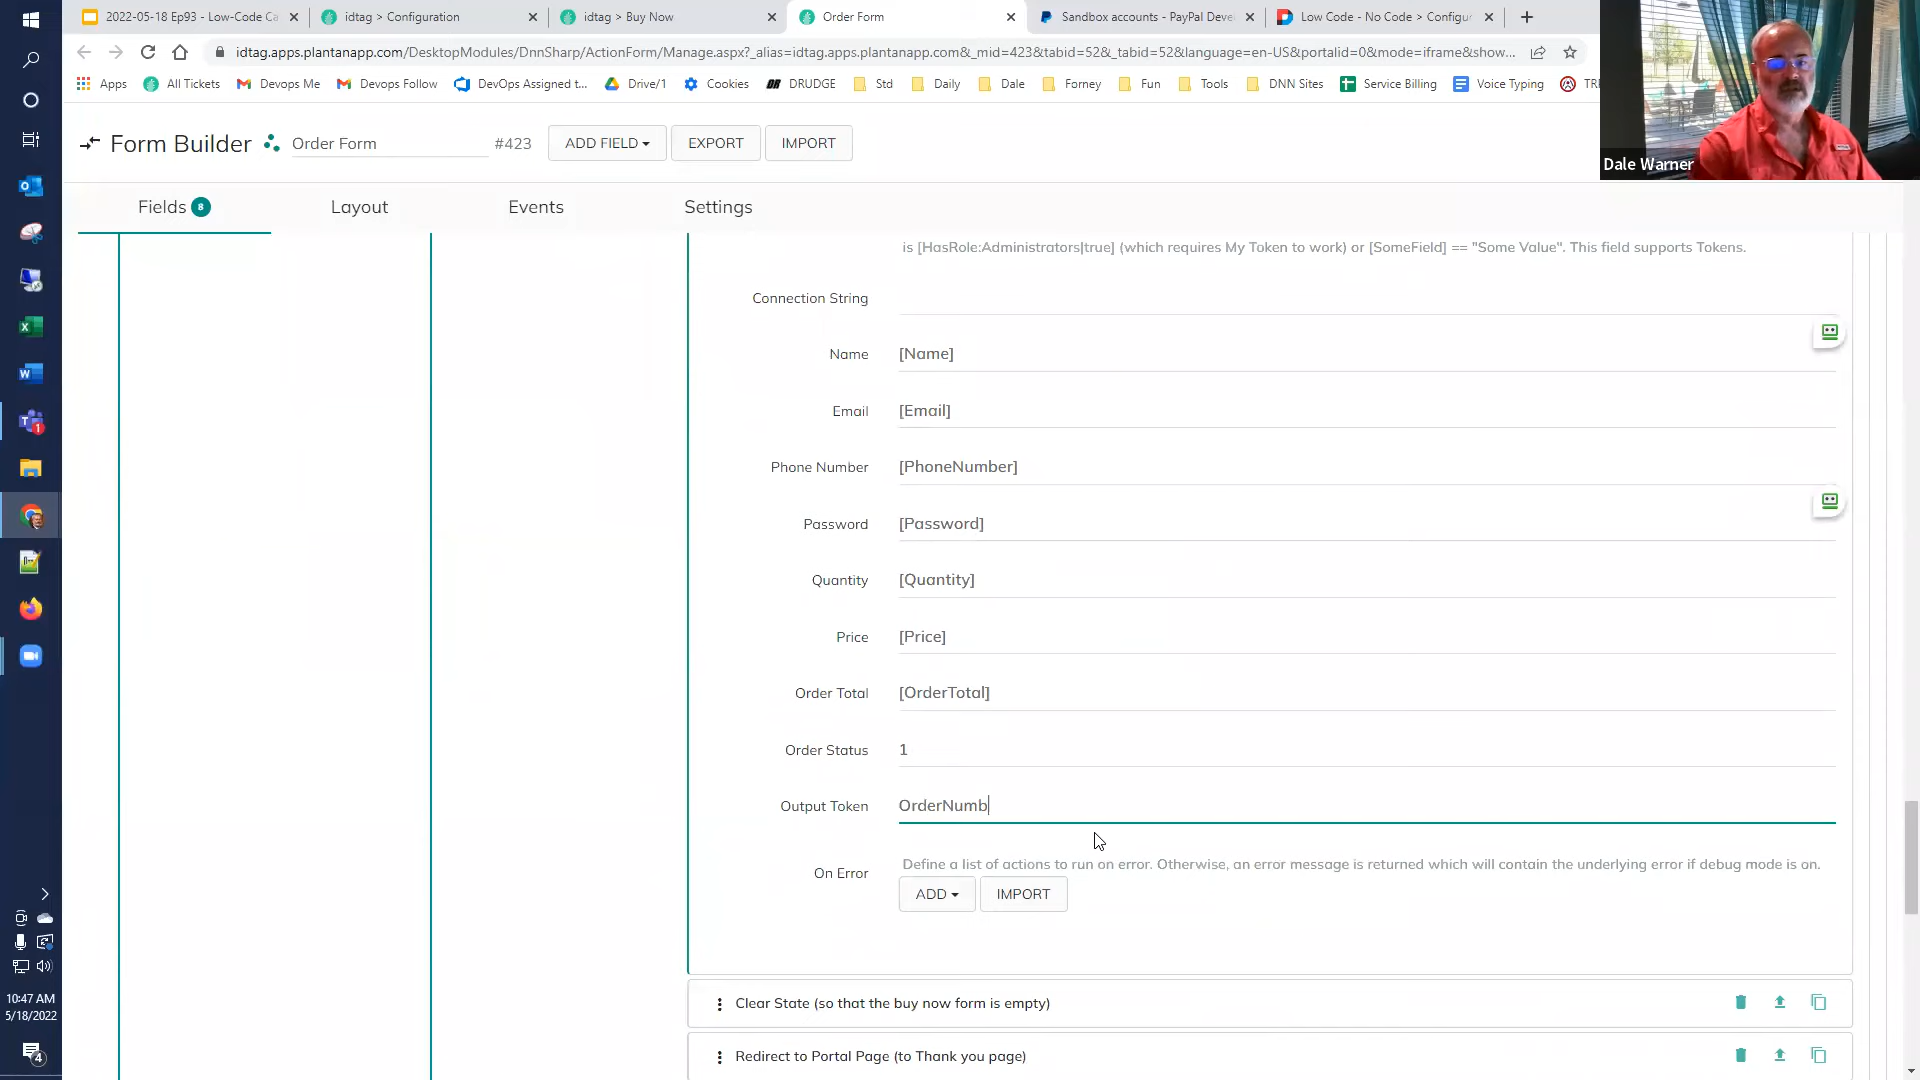 2022-05-18 Ep93 - Low-Code Ca
idtag > Configuration
idtag > Buy Now
Order Form
Sandbox accounts - PayPal Deve
Low Code - No Code > Configu
idtag.apps.plantanapp.com/DesktopModules/DnnSharp/ActionForm/Manage.aspx?_alias=idtag.apps.plantanapp.com&_mid=423&tabid=52&_tabid=52&language=en-US&portalid=0&mode=iframe&show...
Apps
All Tickets
Devops Me
Devops Follow
DevOps Assigned t...
Drive/1
Cookies
DRUDGE
Std
Daily
Dale
Forney
Fun
Tools
DNN Sites
Service Billing
Voice Typing
Dale Warner
Form Builder
Order Form
#423
ADD FIELD
EXPORT
IMPORT
Fields 8
Layout
Events
Settings
is [HasRole:Administrators|true] (which requires My Token to work) or [SomeField] == "Some Value". This field supports Tokens.
Connection String
Name [Name]
Email [Email]
Phone Number [PhoneNumber]
Password [Password]
Quantity [Quantity]
Price [Price]
Order Total [OrderTotal]
Order Status 1
Output Token OrderNumb
On Error
Define a list of actions to run on error. Otherwise, an error message is returned which will contain the underlying error if debug mode is on.
ADD
IMPORT
Clear State (so that the buy now form is empty)
Redirect to Portal Page (to Thank you page)
10:47 AM
5/18/2022
4